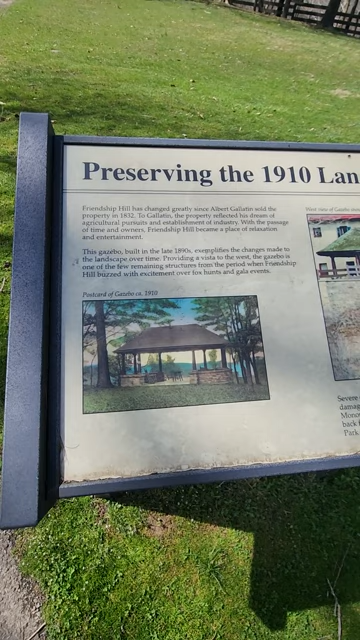 Preserving the 1910 Lan
Friendship Hill has changed greatly since Albert Gallatin sold the
property in 1832. To Gallatin, the property reflected his dream of
agricultural pursuits and establishment of industry. With the passage
of time and owners, Friendship Hill became a place of relaxation
and entertainment.
This gazebo, built in the late 1890s, exemplifies the changes made to
the landscape over time. Providing a vista to the west, the gazebo is
one of the few remaining structures from the period when Friendship
Hill buzzed with excitement over fox hunts and gala events.
Postcard of Gazebo ca. 1910
West view of Gazebo
Severe
damag
Mono
back f
Park